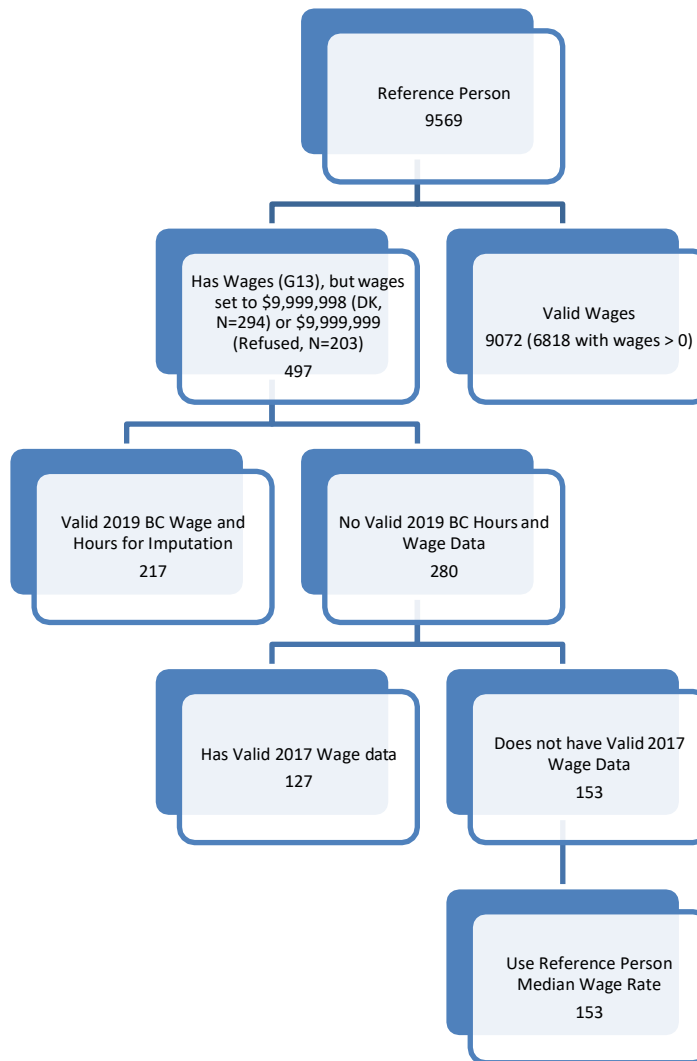 Reference Person
9569
Has Wages (G13), but wages
set to $9,999,998 (DK,
N=294) or $9,999,999
(Refused, N=203)
497
Valid Wages
9072 (6818 with wages > 0)
Valid 2019 BC Wage and
Hours for Imputation
217
No Valid 2019 BC Hours and
Wage Data
280
Has Valid 2017 Wage data
127
Does not have Valid 2017
Wage Data
153
Use Reference Person
Median Wage Rate
153